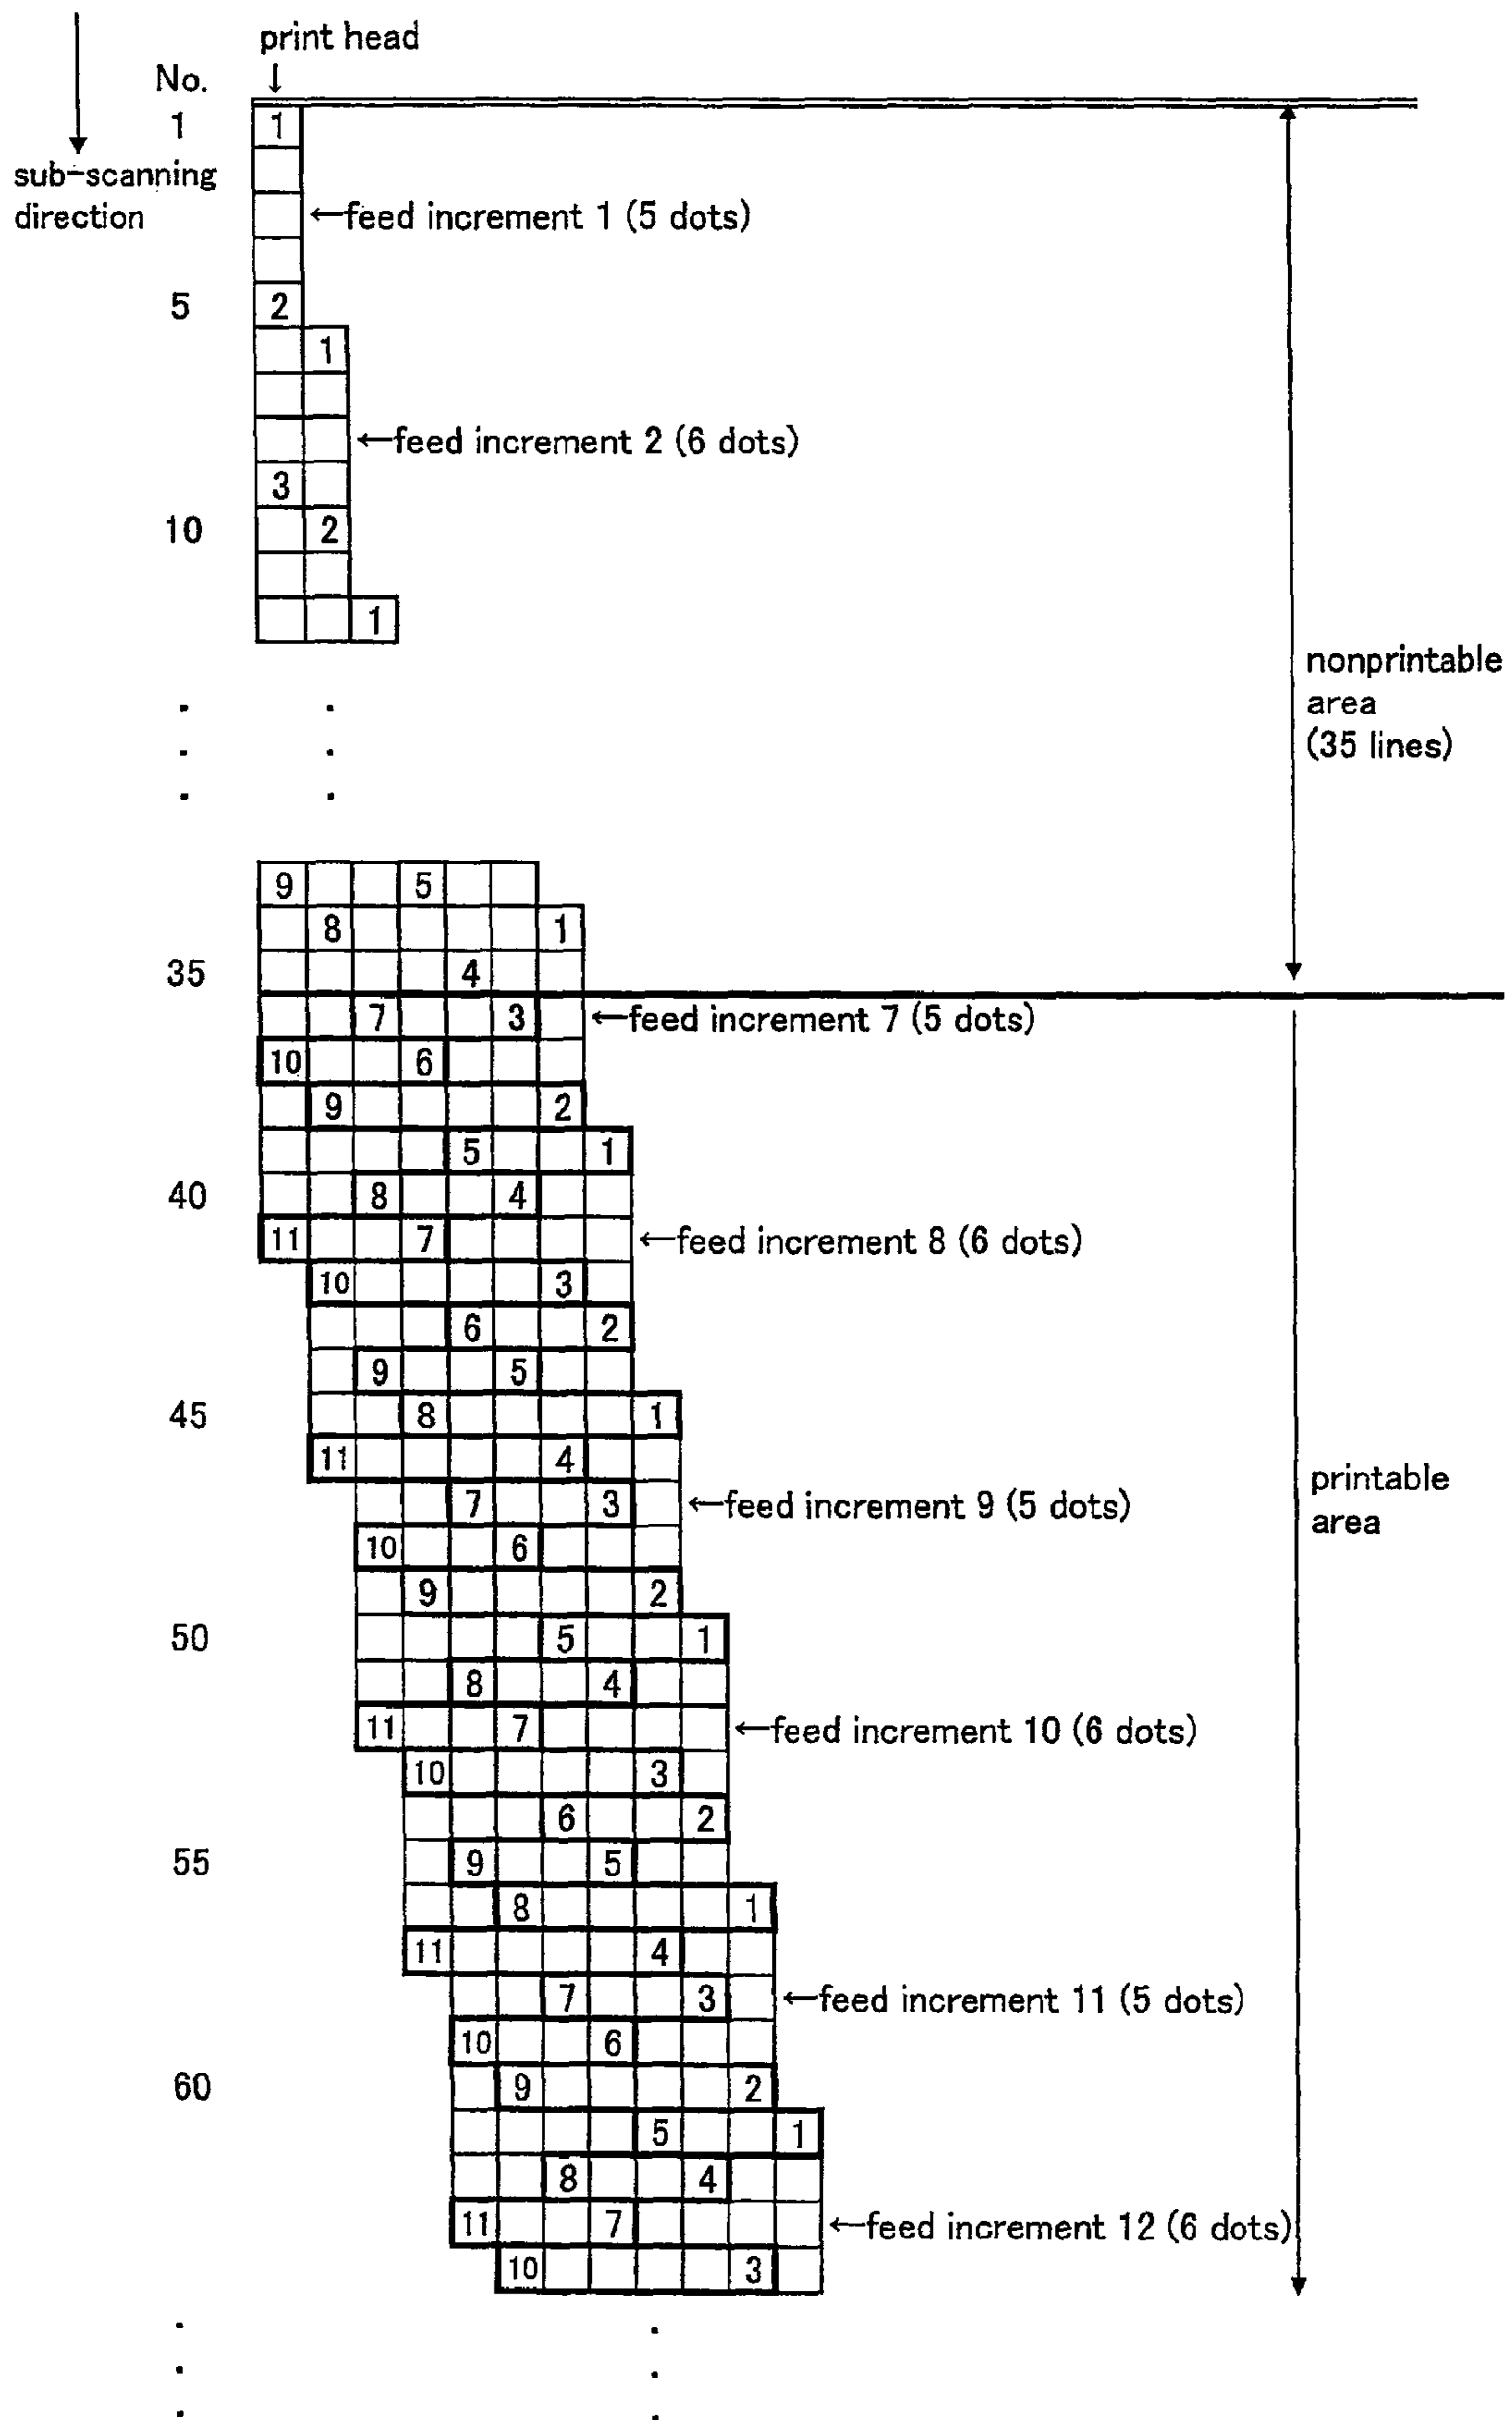 print head
No. ↓
1 1
sub-scanning
direction
←feed increment 1 (5 dots)
5 2
1
←feed increment 2 (6 dots)
3
10 2
1
nonprintable
area
(35 lines)
9 5
8 1
35 4
7 3 ←feed increment 7 (5 dots)
10 6
9 2
5 1
40 8 4
11 7 ←feed increment 8 (6 dots)
10 3
6 2
9 5
45 8 1
11 4
printable
area
7 3 ←feed increment 9 (5 dots)
10 6
9 2
50 5 1
8 4
11 7 ←feed increment 10 (6 dots)
10 3
6 2
55 9 5
8 1
11 4
7 3 ←feed increment 11 (5 dots)
10 6
60 9 2
5 1
8 4
11 7 ←feed increment 12 (6 dots)
10 3